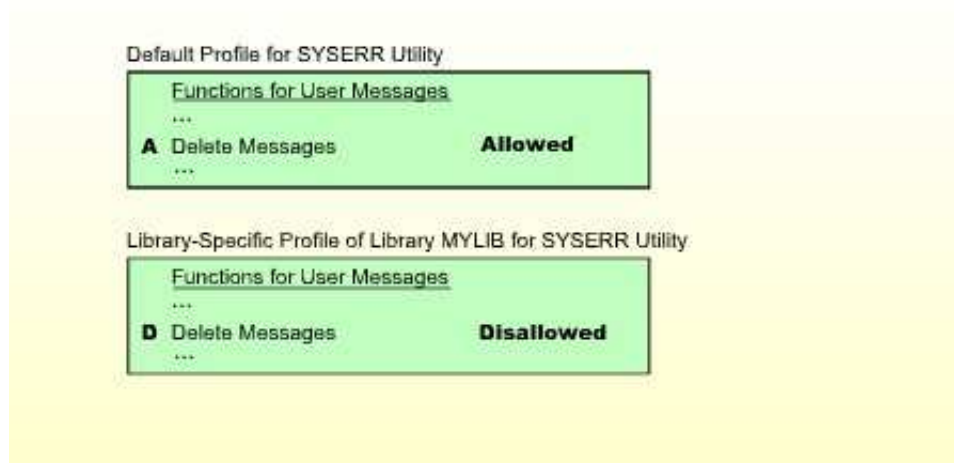 Default Profile for SYSERR Utility
Functions for User Messages
...
A Delete Messages Allowed
...
Library-Specific Profile of Library MYLIB for SYSERR Utility
Functions for User Messages
...
D Delete Messages Disallowed
...